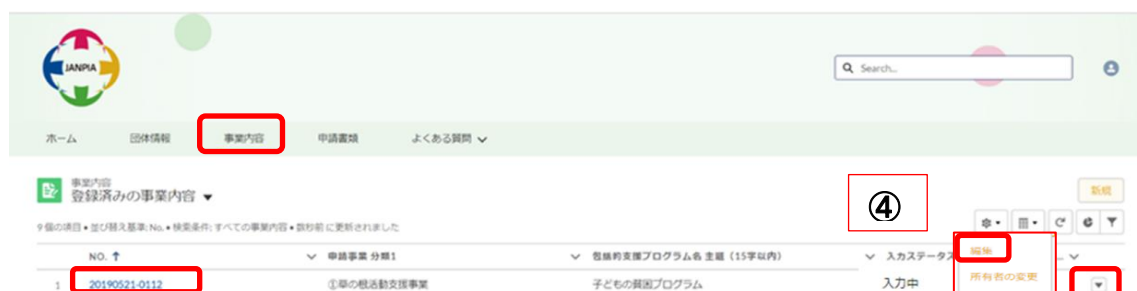 JANPIA
Search...
ホーム 団体情報 事業内容 申請書類 よくある質問
事業内容
登録済みの事業内容
新規
④
9 個の項目 • 並び替え基準: No. • 検索条件: すべての事業内容 • 数秒前 に更新されました
NO. ↑ 申請事業 分類1 包括的支援プログラム名 主題（15字以内） 入力ステータス 編集
1 20190521-0112 ①草の根活動支援事業 子どもの貧困プログラム 入力中 所有者の変更